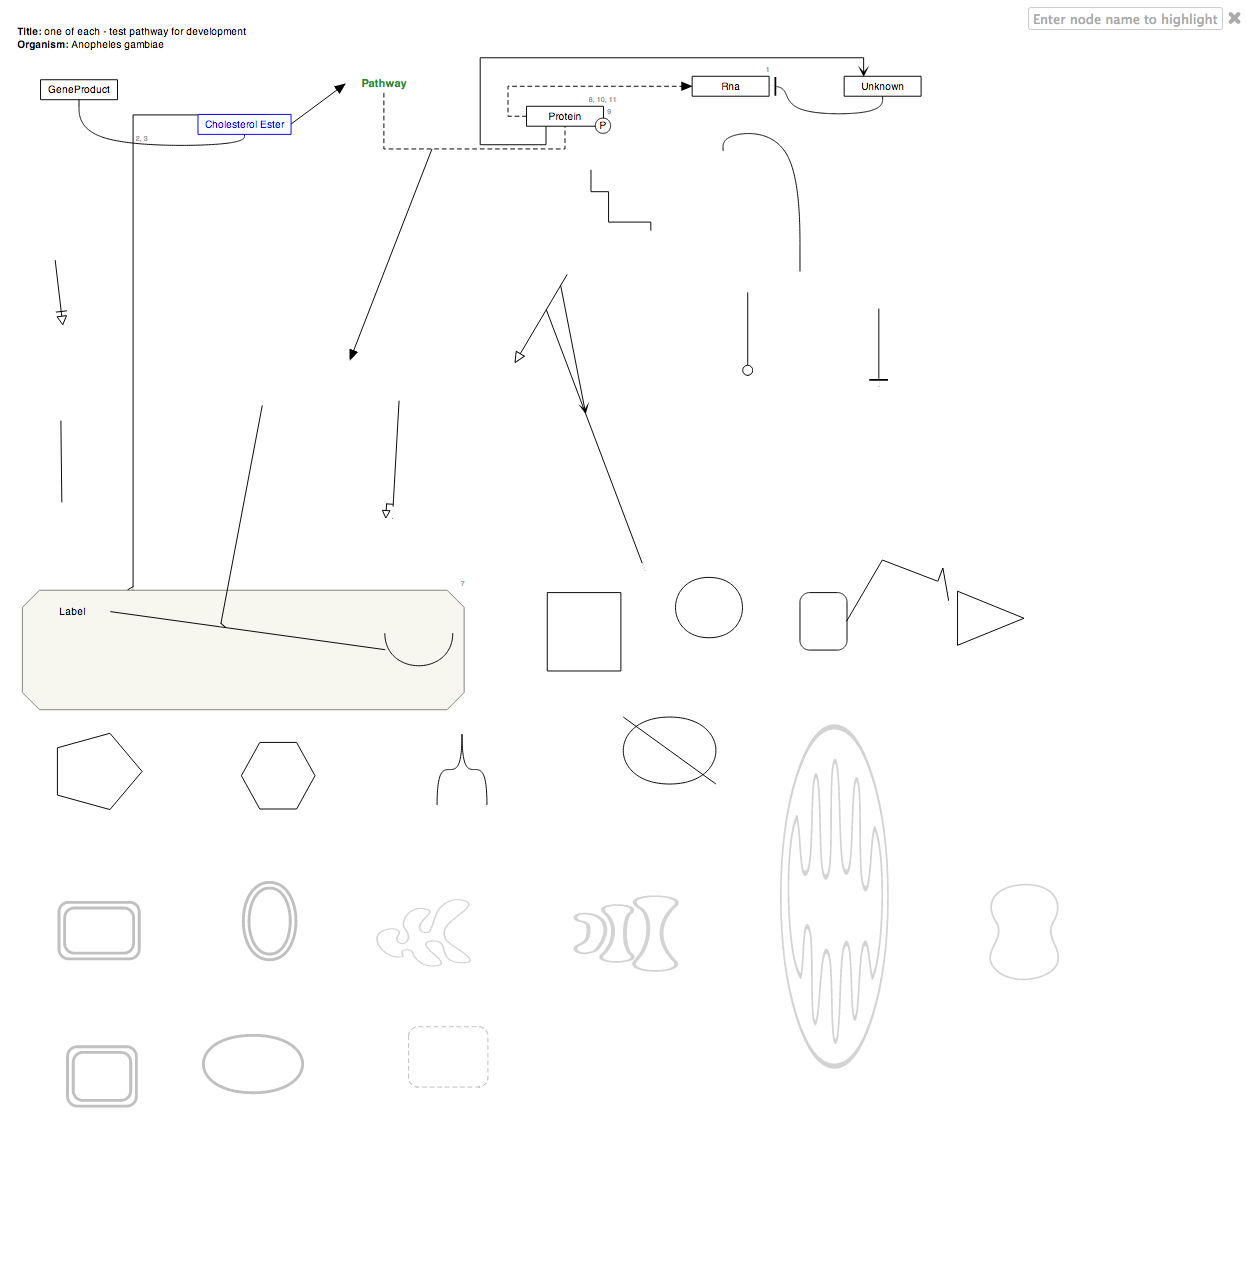 Enter node name to highlight
Title: one of each - test pathway for development
Organism: Anopheles gambiae
1
Pathway
GeneProduct
Rna
Unknown
8, 10, 11
9
Protein
P
Cholesterol Ester
2, 3
7
Label